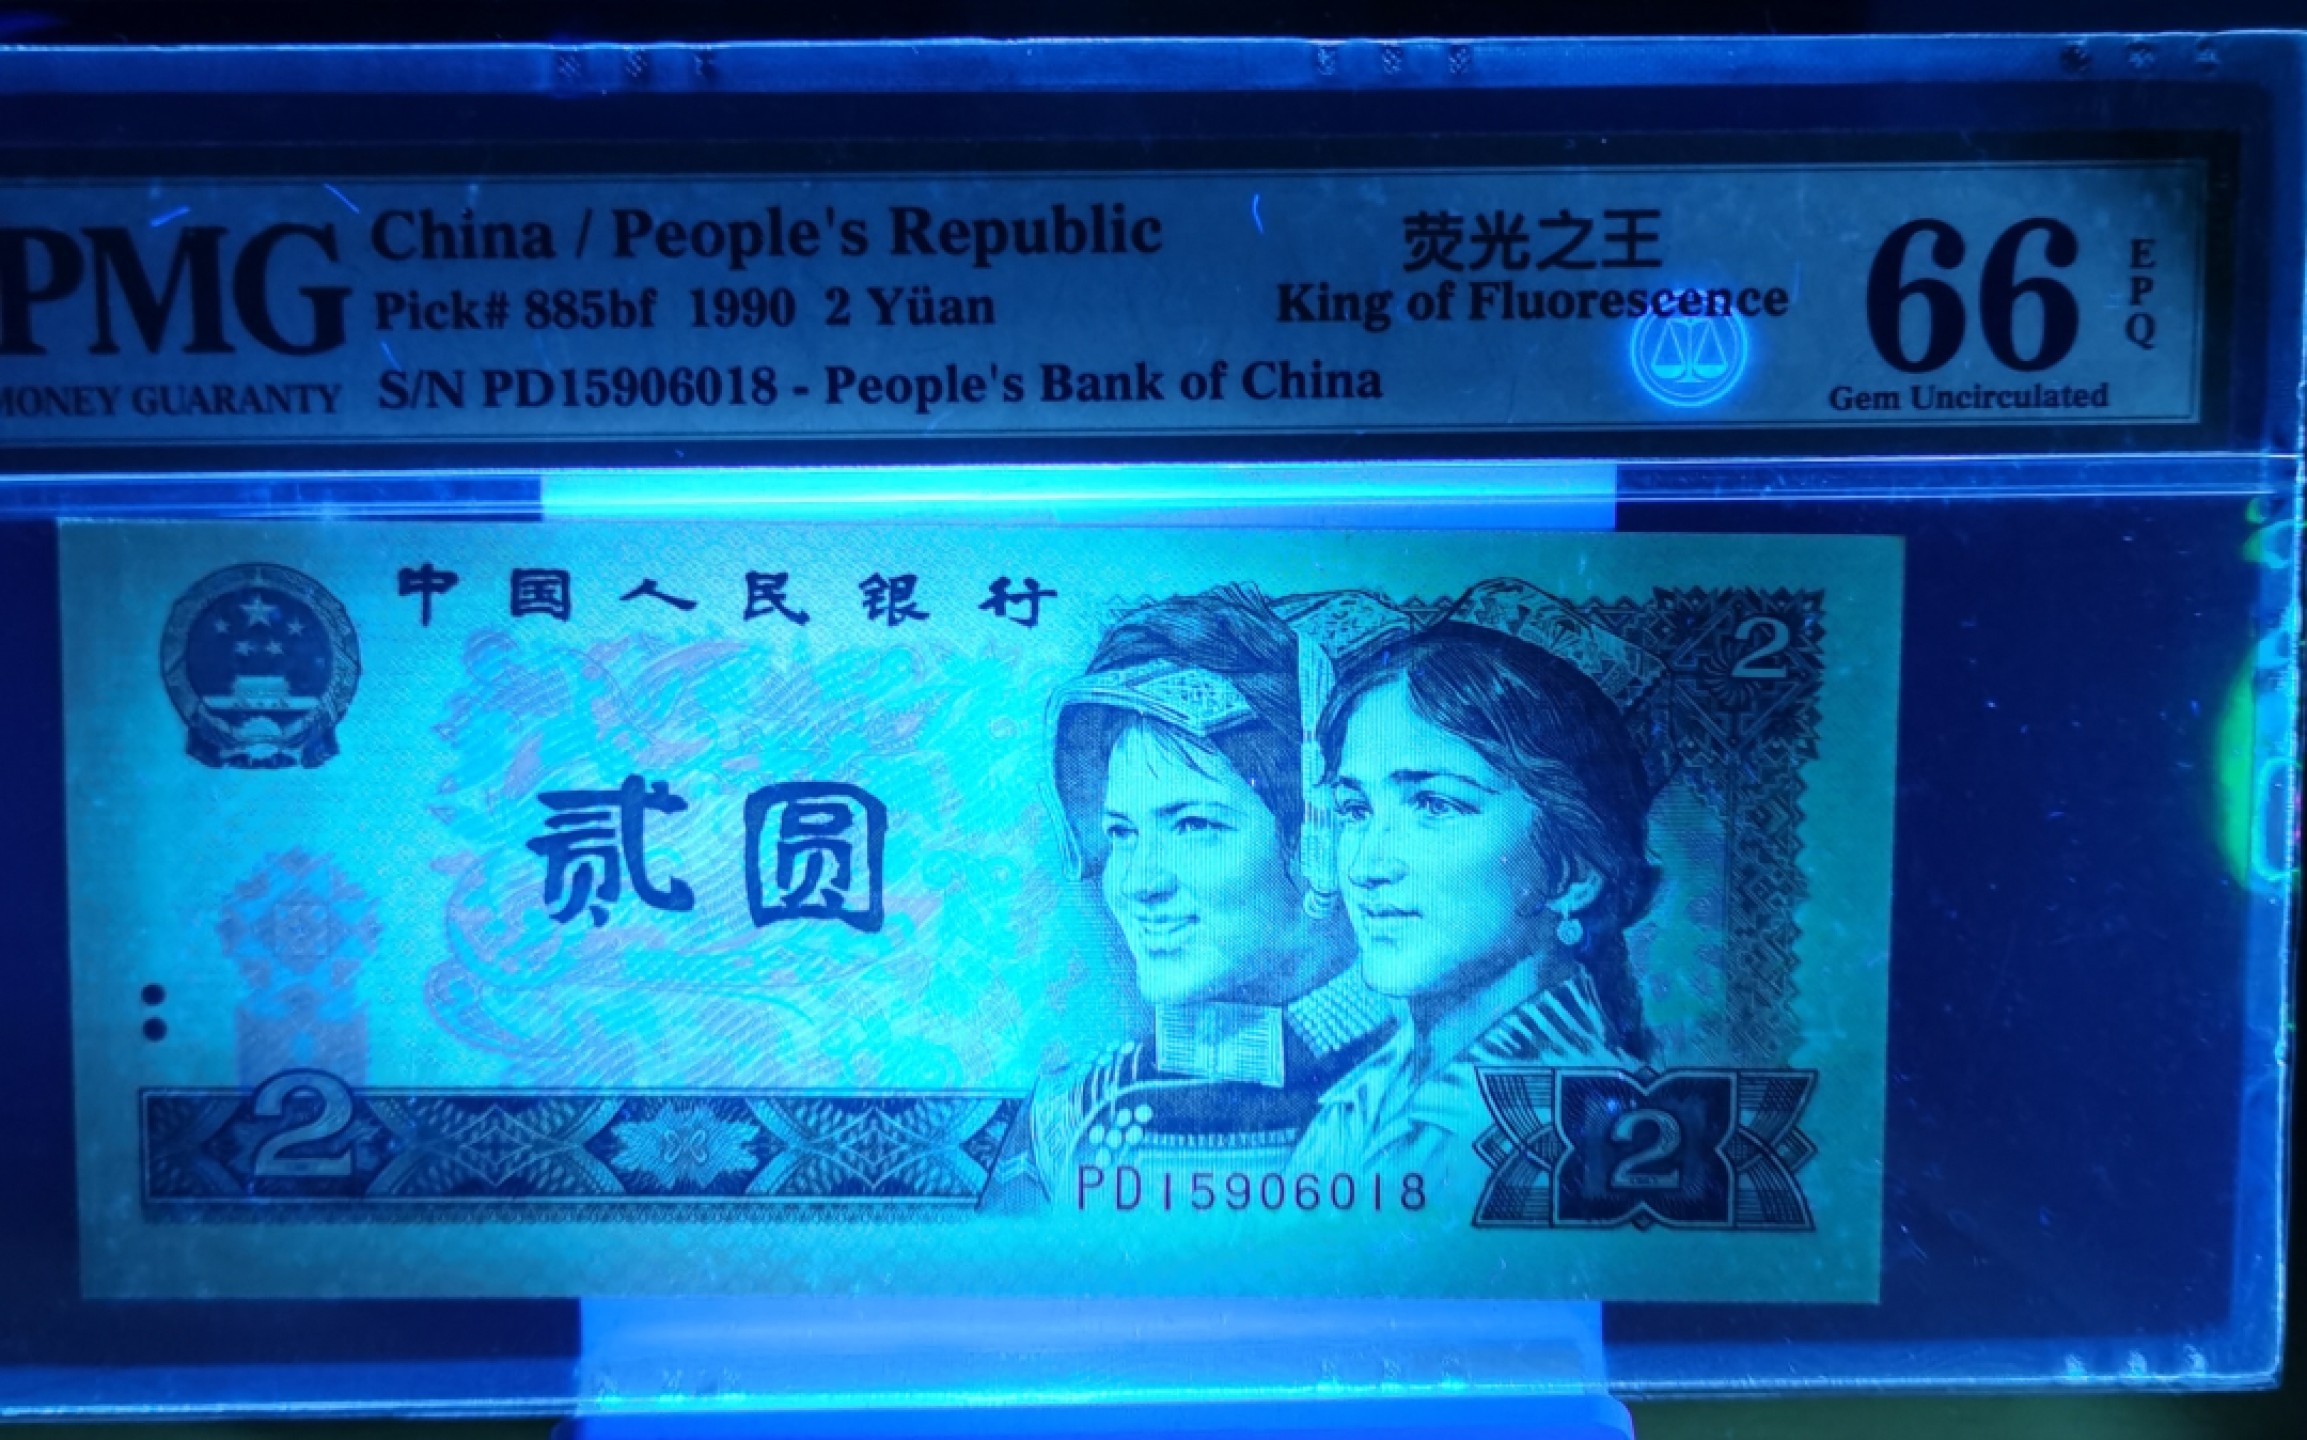 PMG
MONEY GUARANTY
China / People's Republic
Pick# 885bf 1990 2 Yüan
S/N PD15906018 - People's Bank of China
荧光之王
King of Fluorescence
66
EPQ
Gem Uncirculated
中国人民银行
2
贰圆
2
PD15906018
2